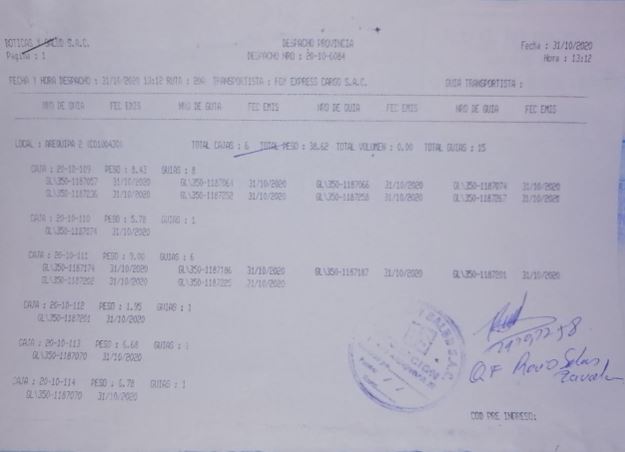 BOTICAS Y SALUD S.A.C. DESPACHO PROVINCIA Fecha : 31/10/2020
Pagina : 1 DESPACHO NRO : 20-10-6084 Hora : 13:12
FECHA Y HORA DESPACHO : 31/10/2020 13:12 RUTA : 20A TRANSPORTISTA : FGM EXPRESS CARGO S.A.C. GUIA TRANSPORTISTA :
NRO DE GUIA FEC EMIS NRO DE GUIA FEC EMIS NRO DE GUIA FEC EMIS NRO DE GUIA FEC EMIS
LOCAL : AREQUIPA 2 TOTAL CAJAS : 6 TOTAL PESO : 38.62 TOTAL VOLUMEN : 0.00 TOTAL GUIAS : 15
CAJA : 20-10-109 PESO : 8.43 GUIAS : 8
GL\350-1187057 31/10/2020 GL\350-1187064 31/10/2020 GL\350-1187066 31/10/2020 GL\350-1187074 31/10/2020
GL\350-1187236 31/10/2020 GL\350-1187252 31/10/2020 GL\350-1187258 31/10/2020 GL\350-1187267 31/10/2020
CAJA : 20-10-110 PESO : 5.78 GUIAS : 1
GL\350-1187074 31/10/2020
CAJA : 20-10-111 PESO : 9.00 GUIAS : 6
GL\350-1187174 31/10/2020 GL\350-1187186 31/10/2020 GL\350-1187187 31/10/2020 GL\350-1187201 31/10/2020
GL\350-1187202 31/10/2020 GL\350-1187225 31/10/2020
CAJA : 20-10-112 PESO : 1.95 GUIAS : 1
GL\350-1187201 31/10/2020
CAJA : 20-10-113 PESO : 6.68 GUIAS : 1
GL\350-1187070 31/10/2020
CAJA : 20-10-114 PESO : 6.78 GUIAS : 1
GL\350-1187070 31/10/2020
Y SALUD S.A.C.
QF Rocio Salas
COD PRE INGRESO: